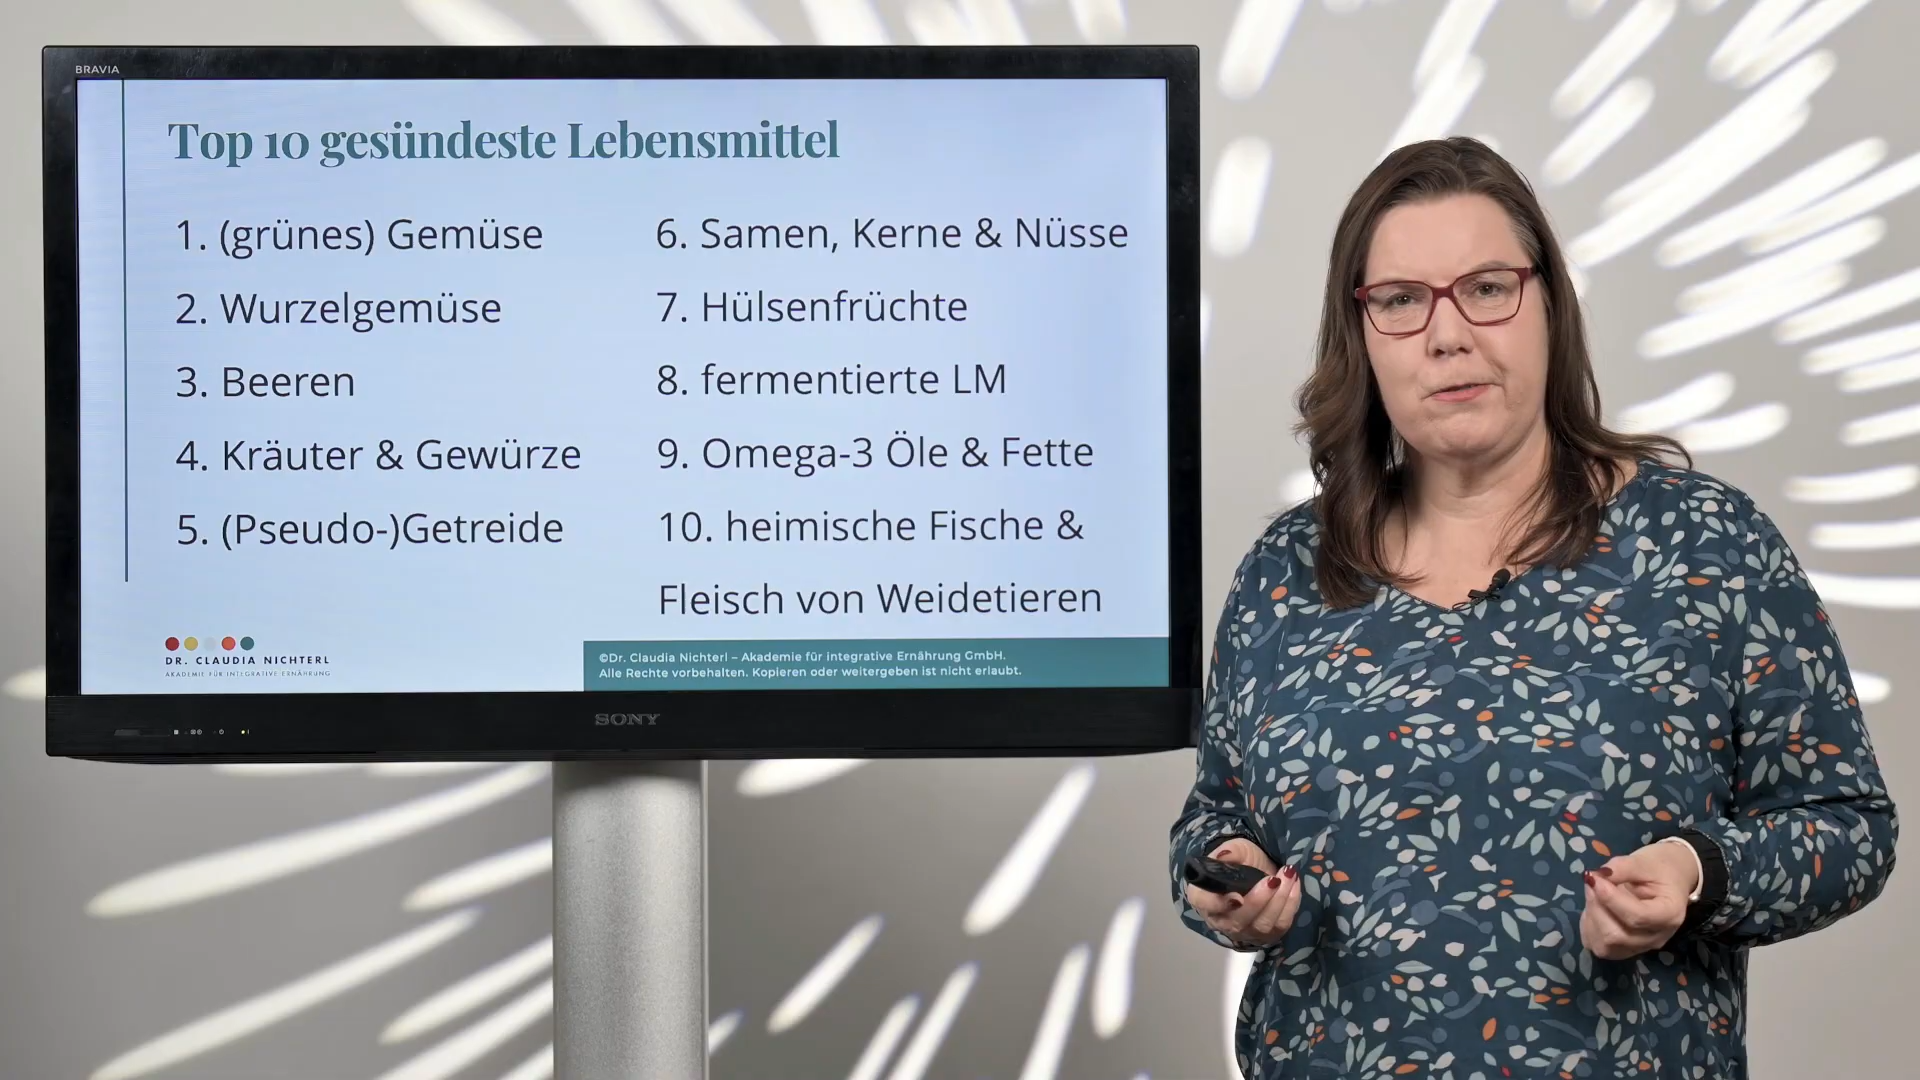 BRAVIA
Top 10 gesündeste Lebensmittel
1. (grünes) Gemüse
2. Wurzelgemüse
3. Beeren
4. Kräuter & Gewürze
5. (Pseudo-)Getreide
6. Samen, Kerne & Nüsse
7. Hülsenfrüchte
8. fermentierte LM
9. Omega-3 Öle & Fette
10. heimische Fische &
Fleisch von Weidetieren
DR. CLAUDIA NICHTERL
AKADEMIE FÜR INTEGRATIVE ERNÄHRUNG
©Dr. Claudia Nichterl – Akademie für integrative Ernährung GmbH.
Alle Rechte vorbehalten. Kopieren oder weitergeben ist nicht erlaubt.
SONY